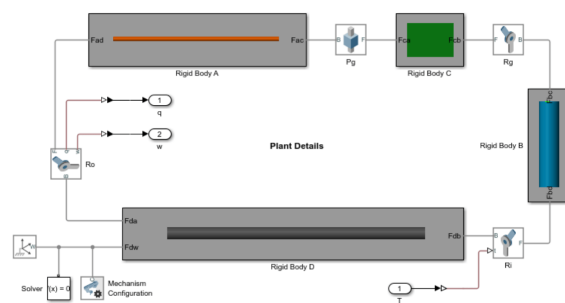 Fad
Fac
B
F
Fca
Fcb
F
B
Rigid Body A
Pg
Rigid Body C
Rg
Fbc
1
q
2
w
Plant Details
Rigid Body B
Ro
B
Fbd
Fda
Fdw
Fdb
B
F
W
Rigid Body D
Ri
Solver
f(x) = 0
Mechanism
Configuration
1
T